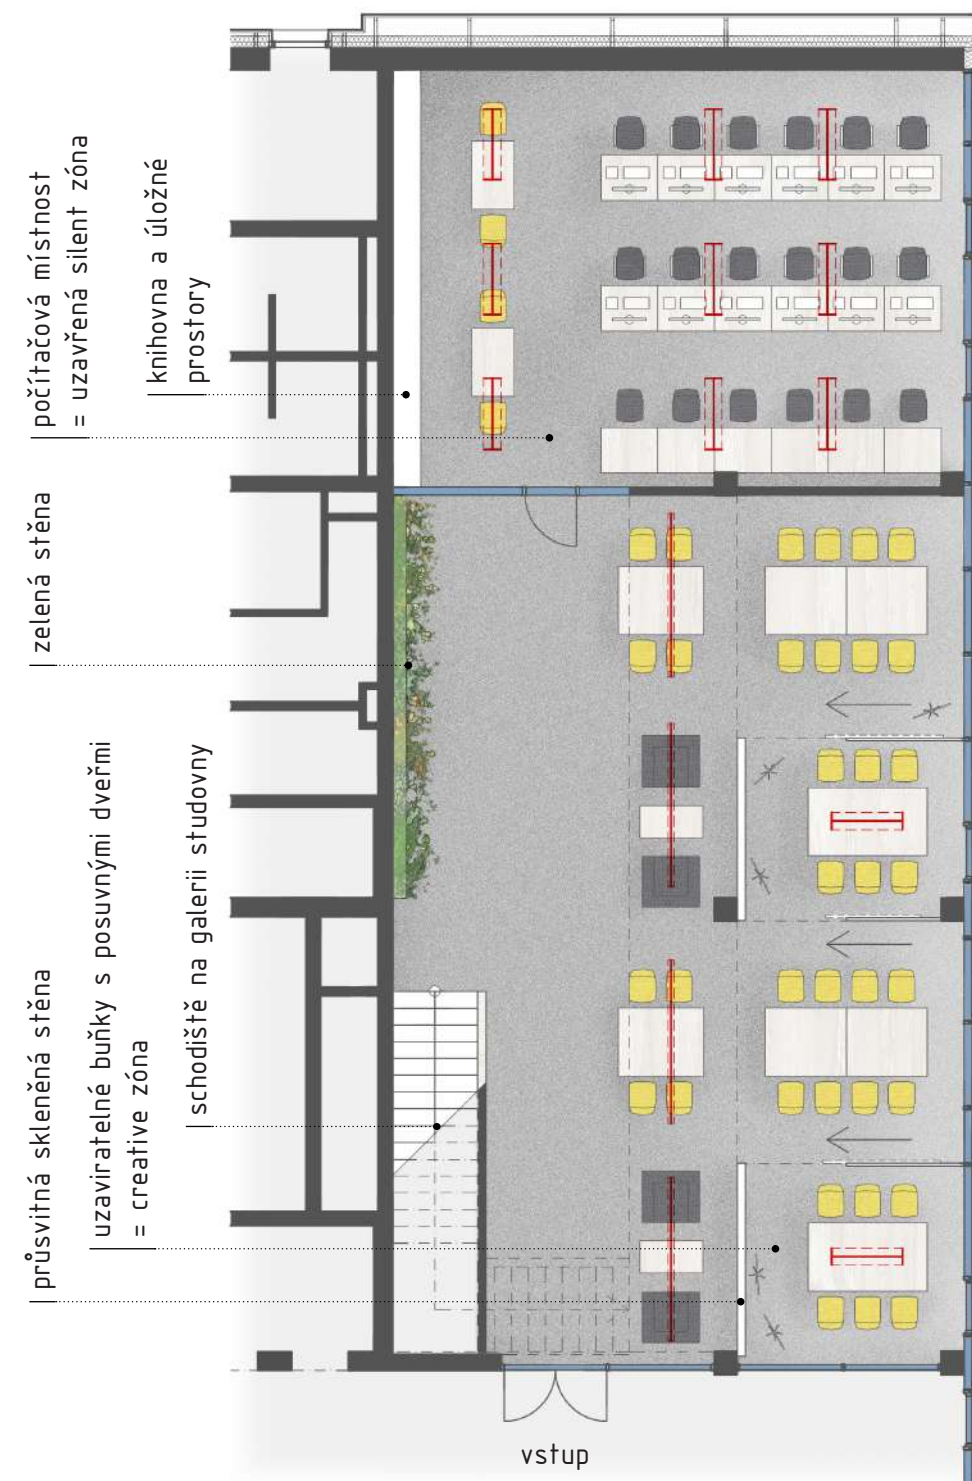 počítačová místnost
= uzavřená silent zóna
knihovna a úložné
prostory
zelená stěna
uzaviratelné buňky s posuvnými dveřmi
= creative zóna
schodiště na galerii studovny
průsvitná skleněná stěna
vstup